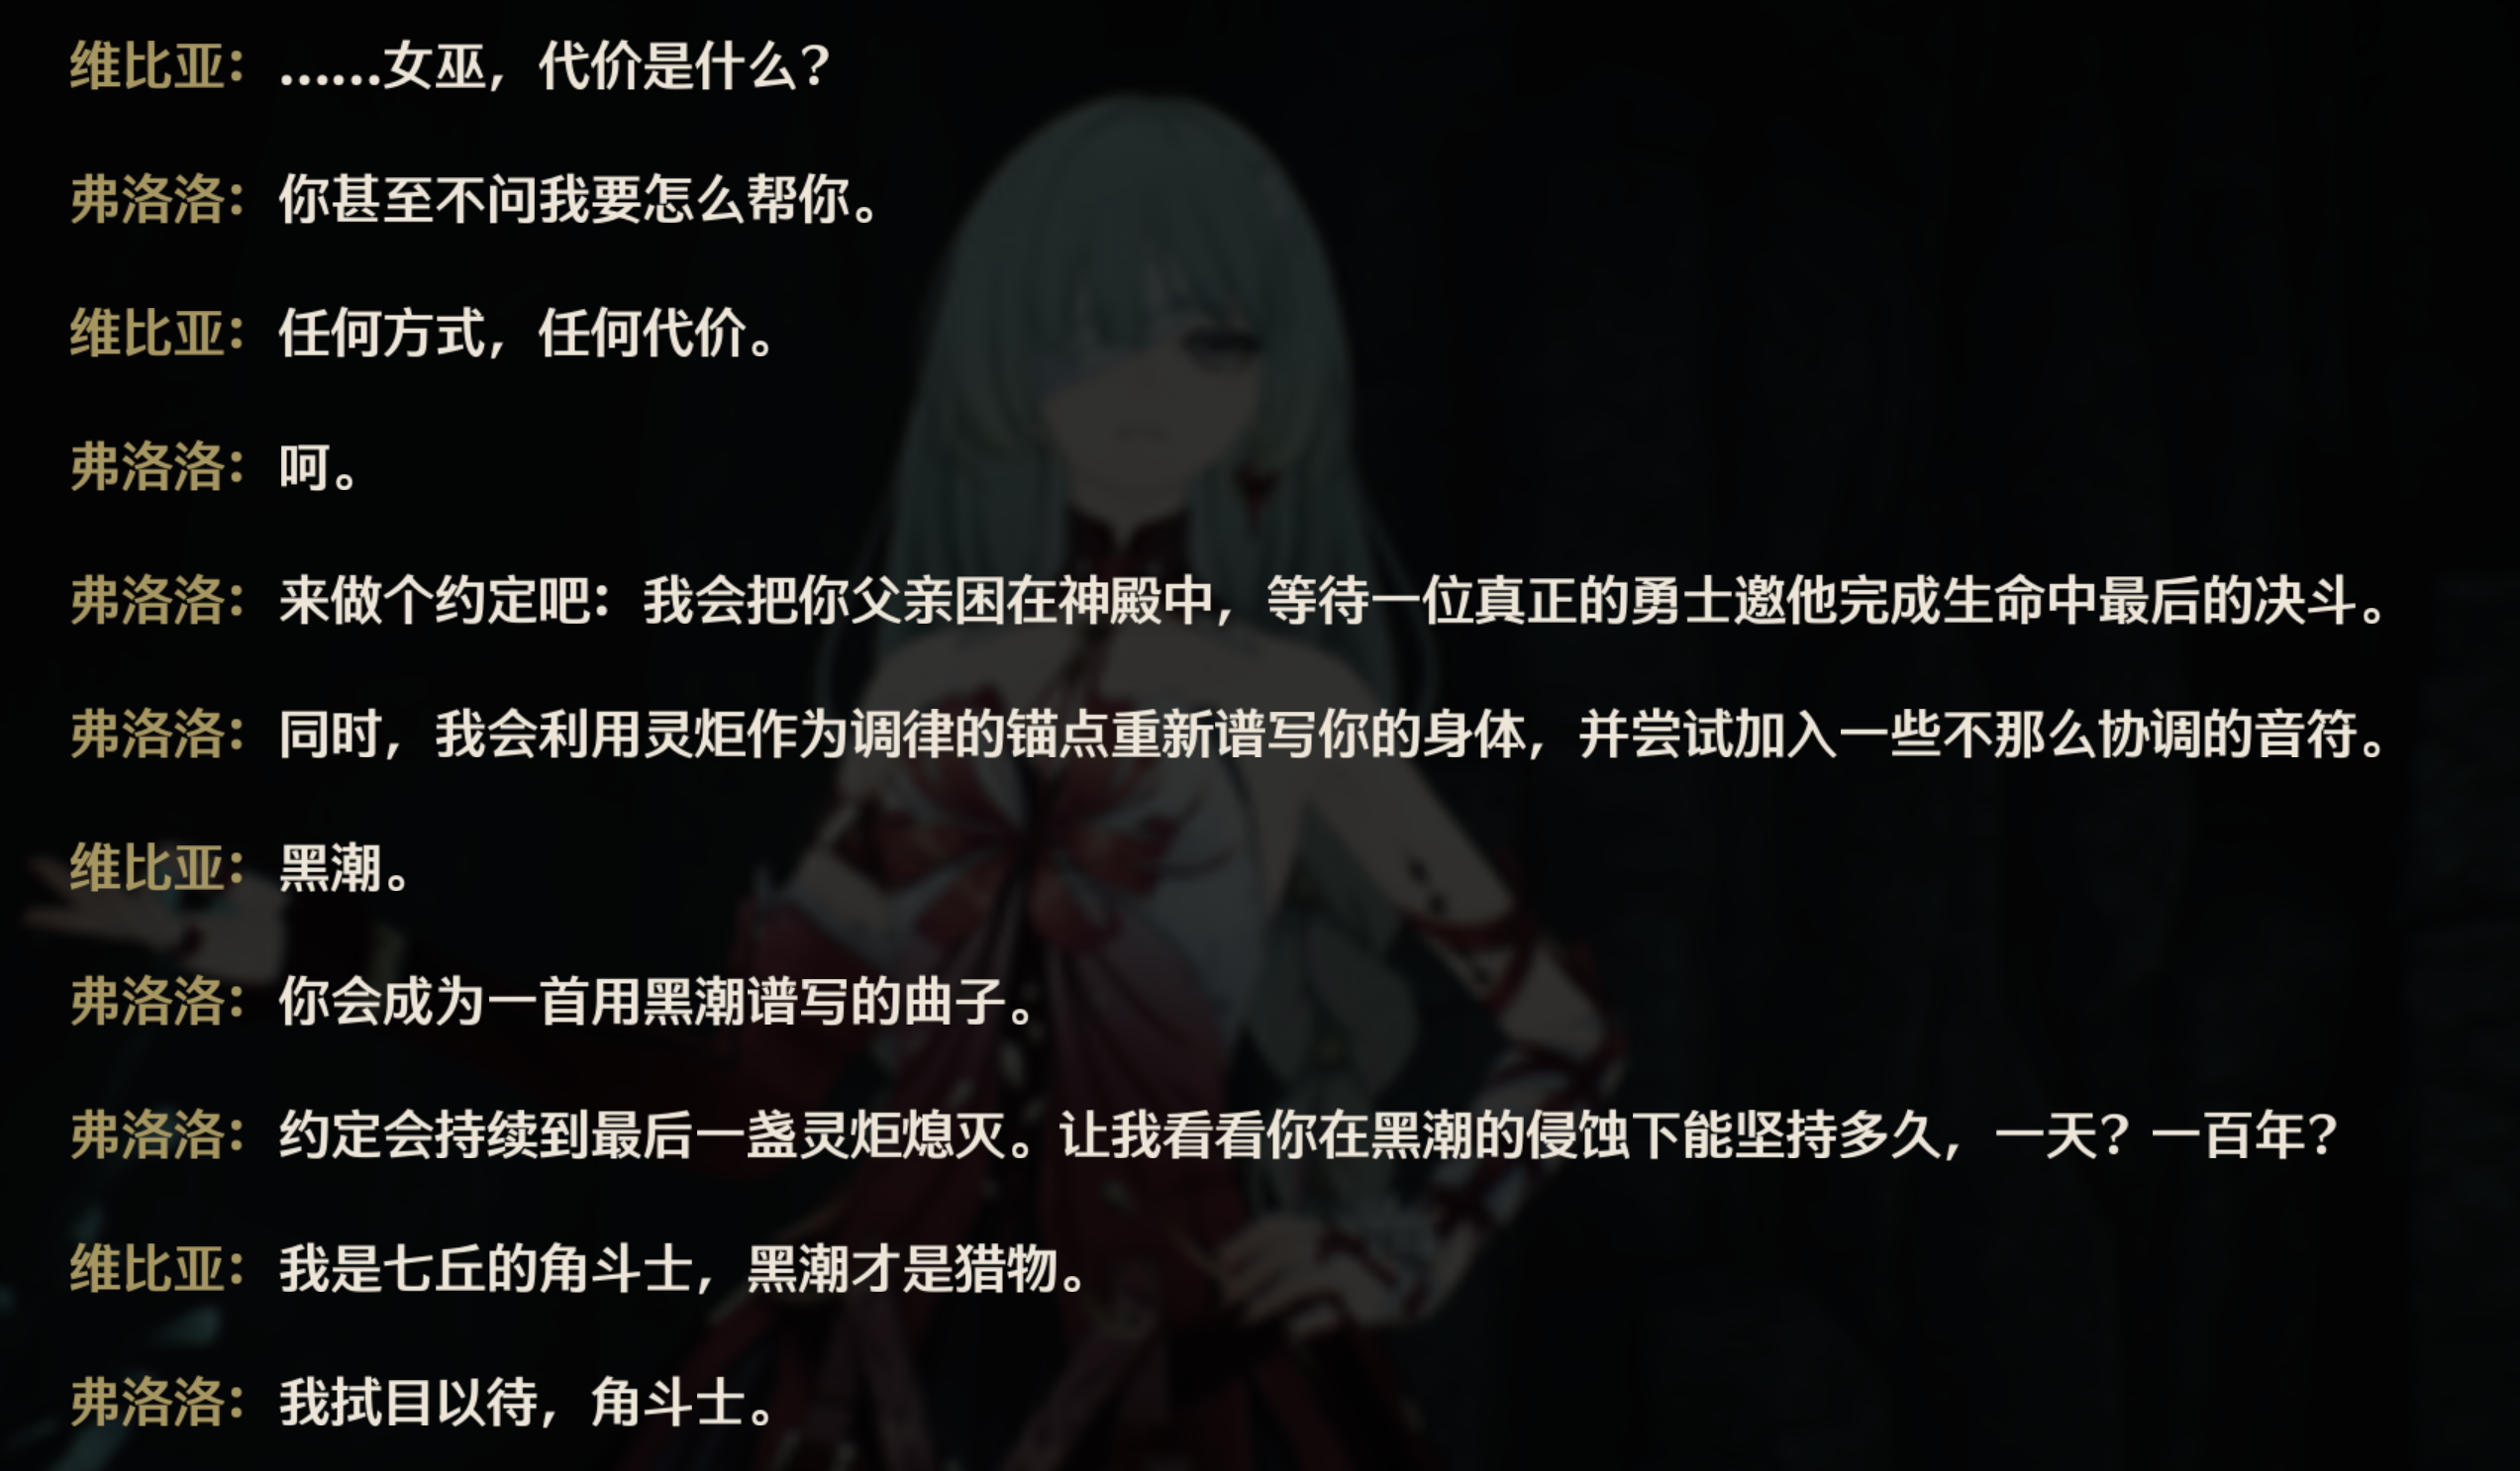 维比亚：……女巫，代价是什么？
弗洛洛：你甚至不问我要怎么帮你。
维比亚：任何方式，任何代价。
弗洛洛：呵。
弗洛洛：来做个约定吧：我会把你父亲困在神殿中，等待一位真正的勇士邀他完成生命中最后的决斗。
弗洛洛：同时，我会利用灵炬作为调律的锚点重新谱写你的身体，并尝试加入一些不那么协调的音符。
维比亚：黑潮。
弗洛洛：你会成为一首用黑潮谱写的曲子。
弗洛洛：约定会持续到最后一盏灵炬熄灭。让我看看你在黑潮的侵蚀下能坚持多久，一天？一百年？
维比亚：我是七丘的角斗士，黑潮才是猎物。
弗洛洛：我拭目以待，角斗士。